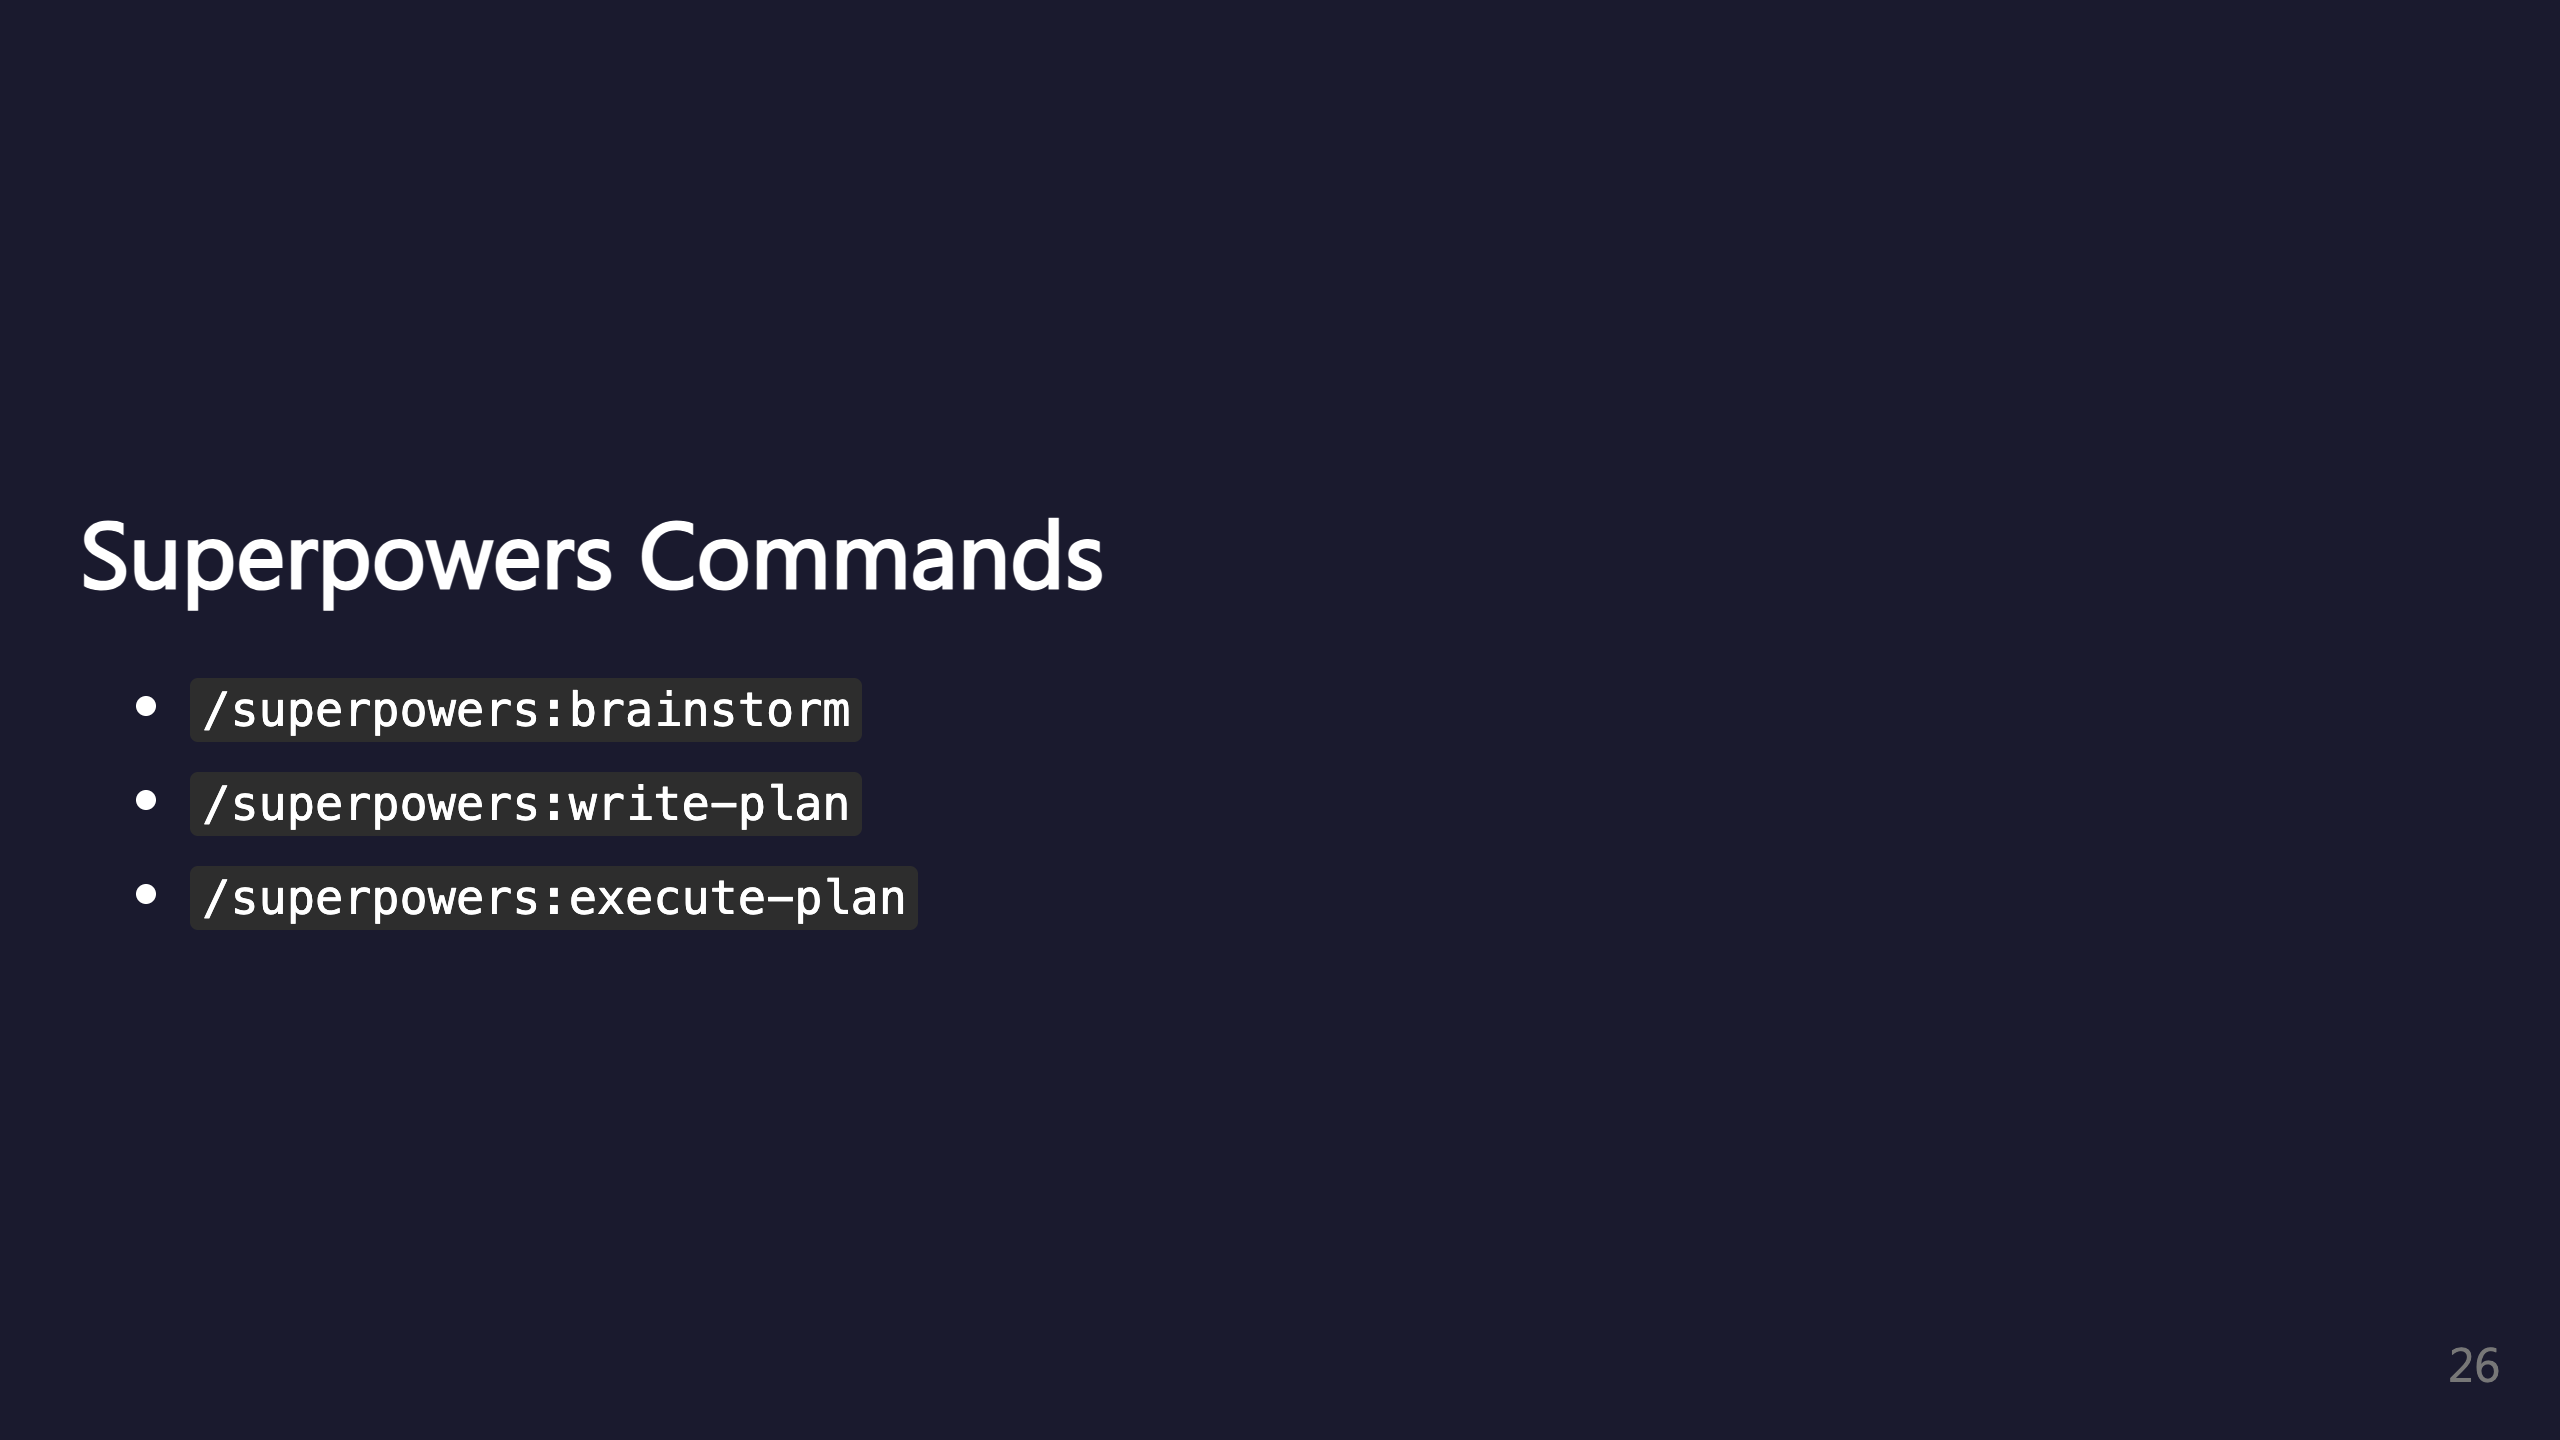 Superpowers Commands
/superpowers:brainstorm
/superpowers:write-plan
/superpowers:execute-plan
26